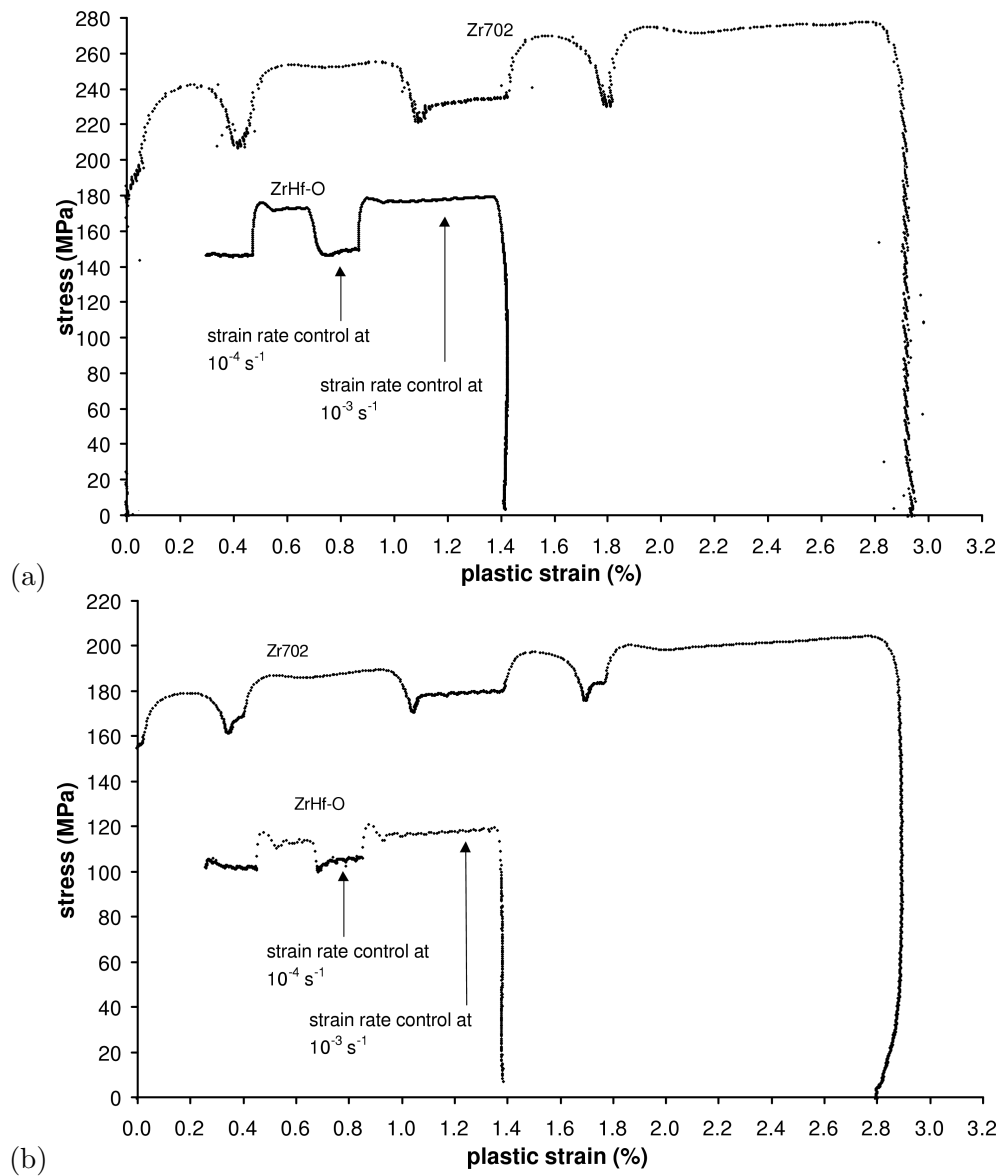 280
260
240
220
200
180
160
140
120
100
80
60
40
20
0
stress (MPa)
Zr702
ZrHf-O
strain rate control at
10⁻⁴ s⁻¹
strain rate control at
10⁻³ s⁻¹
0.0 0.2 0.4 0.6 0.8 1.0 1.2 1.4 1.6 1.8 2.0 2.2 2.4 2.6 2.8 3.0 3.2
plastic strain (%)
(a)
220
200
180
160
140
120
100
80
60
40
20
0
stress (MPa)
Zr702
ZrHf-O
strain rate control at
10⁻⁴ s⁻¹
strain rate control at
10⁻³ s⁻¹
0.0 0.2 0.4 0.6 0.8 1.0 1.2 1.4 1.6 1.8 2.0 2.2 2.4 2.6 2.8 3.0 3.2
plastic strain (%)
(b)